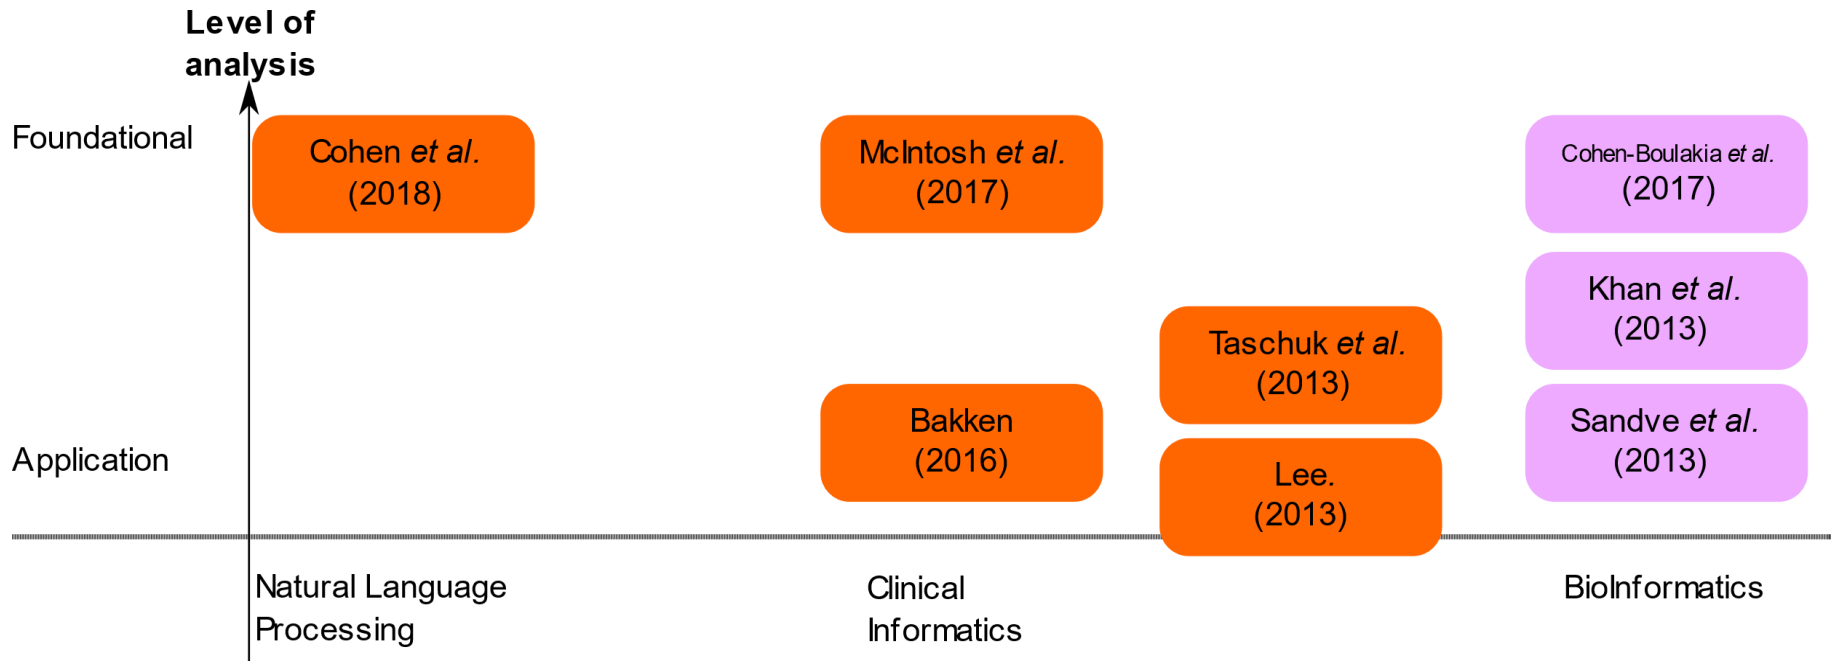 Level of
analysis
Foundational
Cohen et al.
(2018)
McIntosh et al.
(2017)
Cohen-Boulakia et al.
(2017)
Khan et al.
(2013)
Taschuk et al.
(2013)
Bakken
(2016)
Sandve et al.
(2013)
Application
Lee.
(2013)
Natural Language
Processing
Clinical
Informatics
BioInformatics